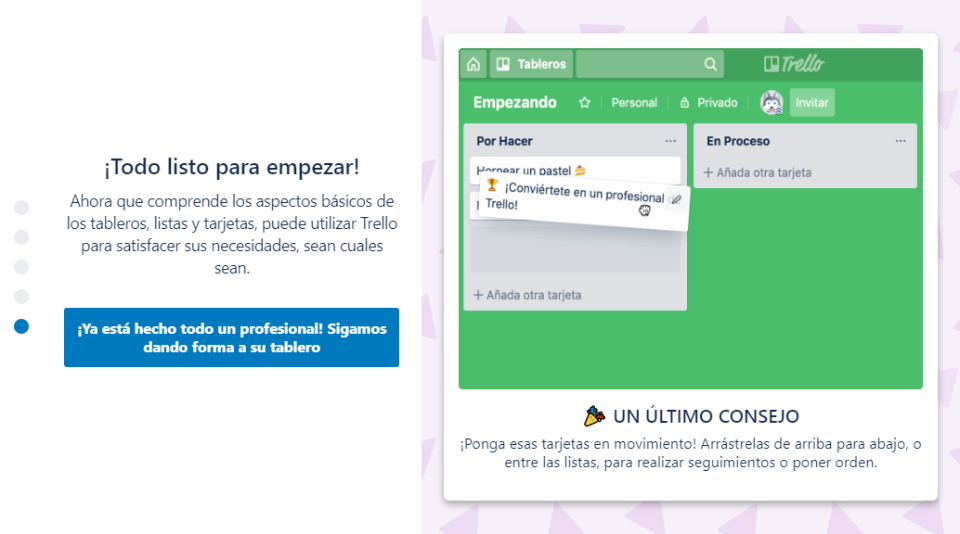 ¡Todo listo para empezar!
Ahora que comprende los aspectos básicos de
los tableros, listas y tarjetas, puede utilizar Trello
para satisfacer sus necesidades, sean cuales
sean.
¡Ya está hecho todo un profesional! Sigamos
dando forma a su tablero
Tableros
Trello
Empezando
Personal
Privado
Invitar
Por Hacer
Hornear un pastel
¡Conviértete en un profesional
Trello!
+ Añada otra tarjeta
En Proceso
+ Añada otra tarjeta
UN ÚLTIMO CONSEJO
¡Ponga esas tarjetas en movimiento! Arrástrelas de arriba para abajo, o
entre las listas, para realizar seguimientos o poner orden.